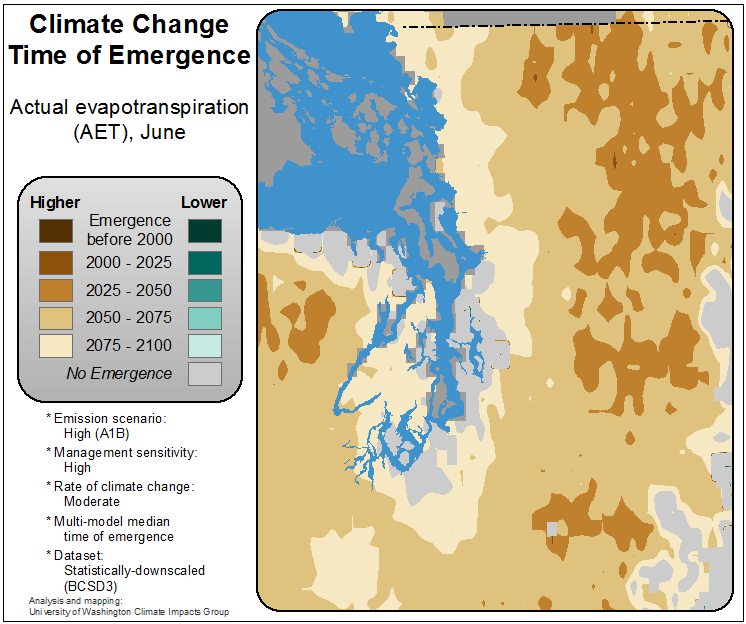 Climate Change
Time of Emergence
Actual evapotranspiration
(AET), June
Higher Lower
Emergence
before 2000
2000 - 2025
2025 - 2050
2050 - 2075
2075 - 2100
No Emergence
* Emission scenario:
High (A1B)
* Management sensitivity:
High
* Rate of climate change:
Moderate
* Multi-model median
time of emergence
* Dataset:
Statistically-downscaled
(BCSD3)
Analysis and mapping:
University of Washington Climate Impacts Group